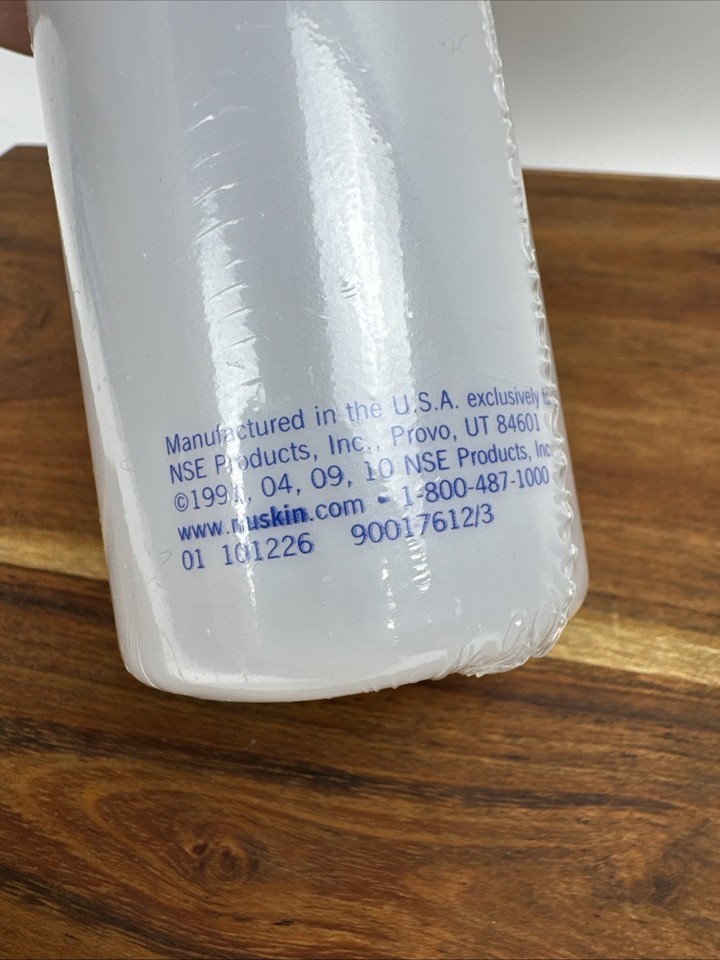 Manufactured in the U.S.A. exclusively
NSE Products, Inc., Provo, UT 84601
04, 09, 10 NSE Products, Inc
www.nuskin.com • 1-800-487-1000
01 101226 90017612/3